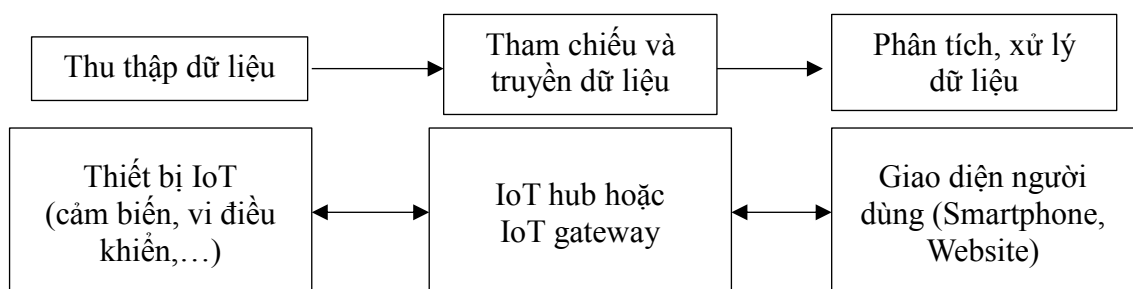 Thu thập dữ liệu
Tham chiếu và
truyền dữ liệu
Phân tích, xử lý
dữ liệu
Thiết bị IoT
(cảm biến, vi điều
khiển,…)
IoT hub hoặc
IoT gateway
Giao diện người
dùng (Smartphone,
Website)